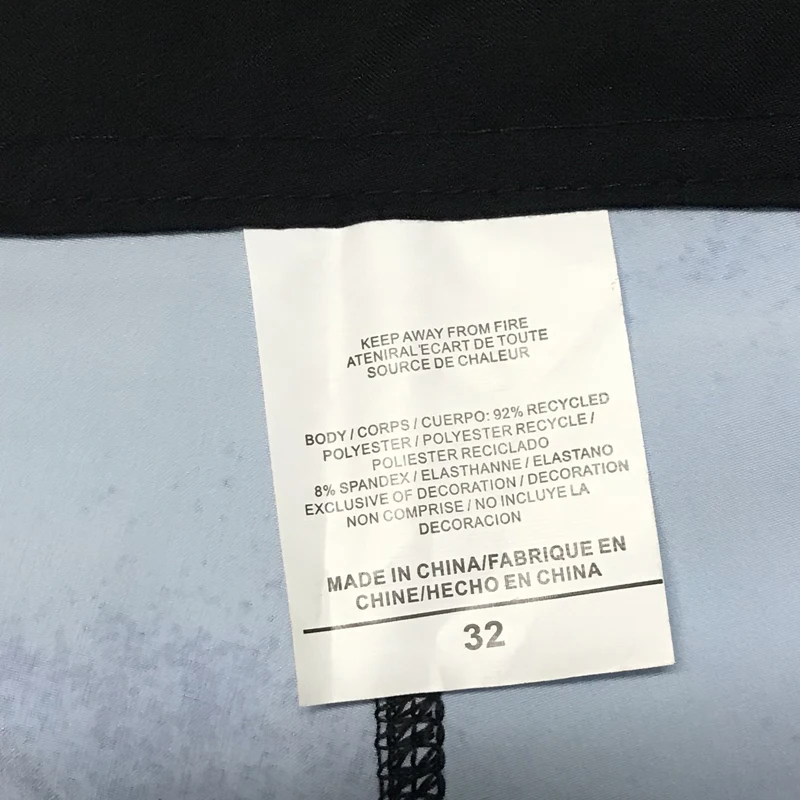 KEEP AWAY FROM FIRE
ATENIRAL'ECART DE TOUTE
SOURCE DE CHALEUR
BODY / CORPS / CUERPO: 92% RECYCLED
POLYESTER / POLYESTER RECYCLE /
POLIESTER RECICLADO
8% SPANDEX / ELASTHANNE / ELASTANO
EXCLUSIVE OF DECORATION / DECORATION
NON COMPRISE / NO INCLUYE LA
DECORACION
MADE IN CHINA/FABRIQUE EN
CHINE/HECHO EN CHINA
32